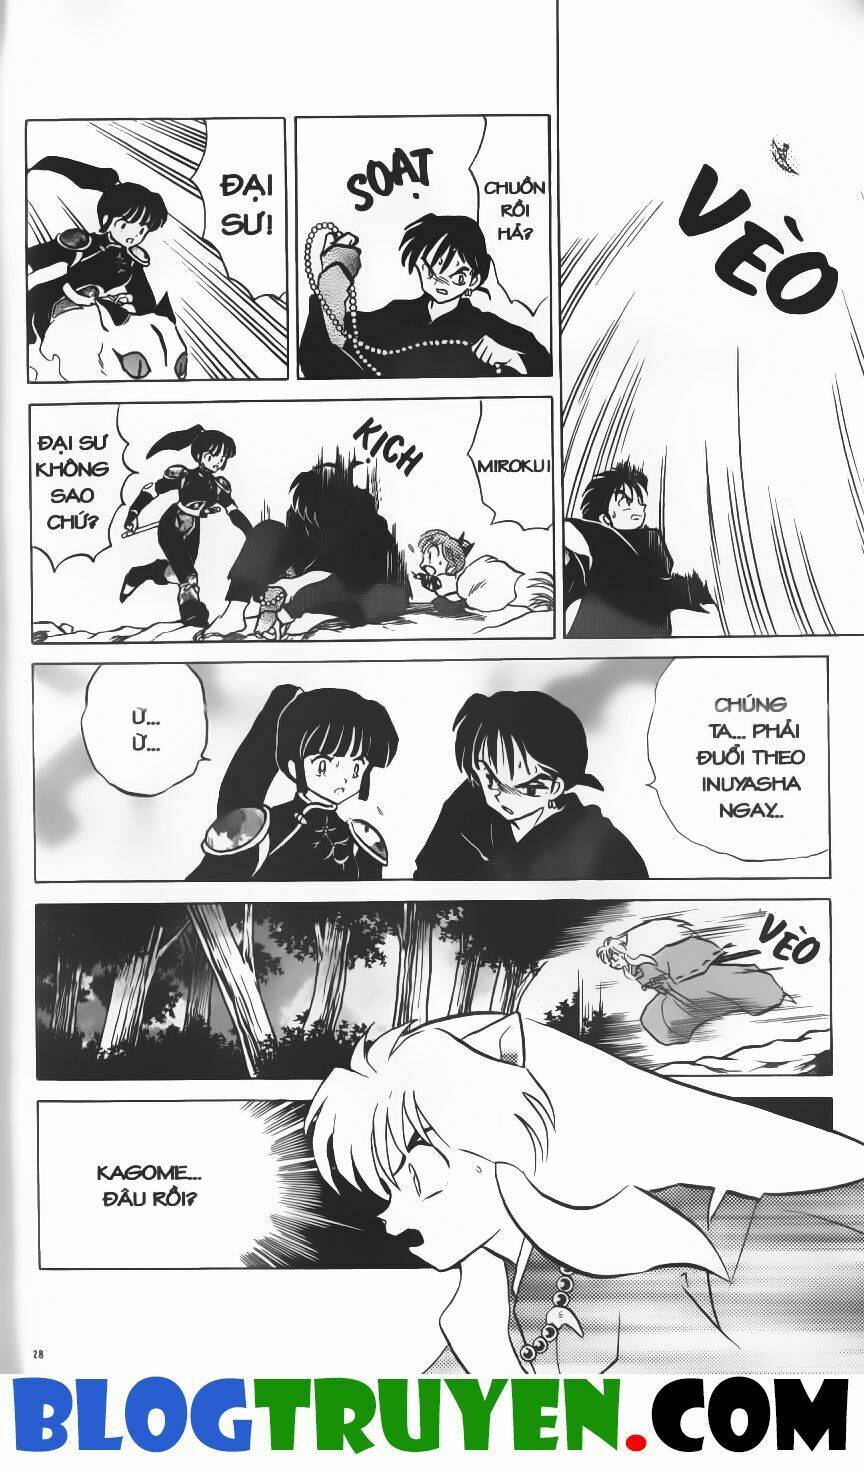 VÈO
CHUỒN
RỒI
HẢ?
SOẠT
ĐẠI
SƯ!
MIROKU!
KỊCH
ĐẠI SƯ
KHÔNG
SAO
CHỨ?
CHÚNG
TA... PHẢI
ĐUỔI THEO
INUYASHA
NGAY...
Ừ...
Ừ...
VÈO
KAGOME...
ĐÂU RỒI?
28
BLOGTRUYEN.COM